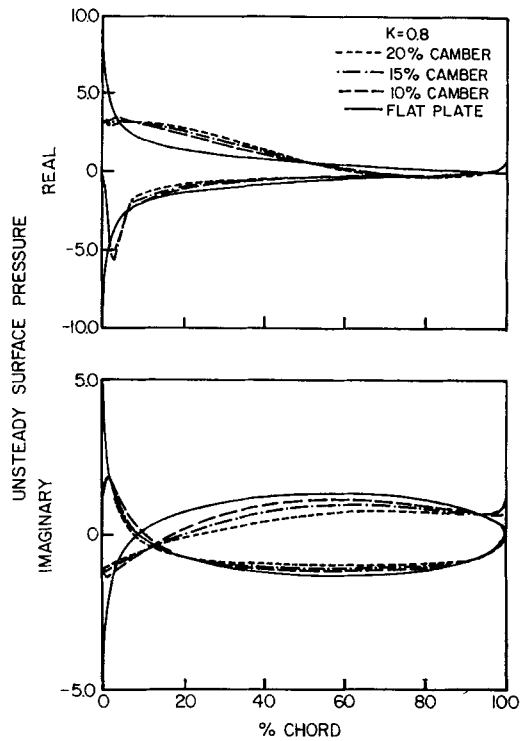 10.0
5.0
0
-5.0
-10.0
REAL
K=0.8
20% CAMBER
15% CAMBER
10% CAMBER
FLAT PLATE
UNSTEADY SURFACE PRESSURE
5.0
0
-5.0
IMAGINARY
0 20 40 60 80 100
% CHORD